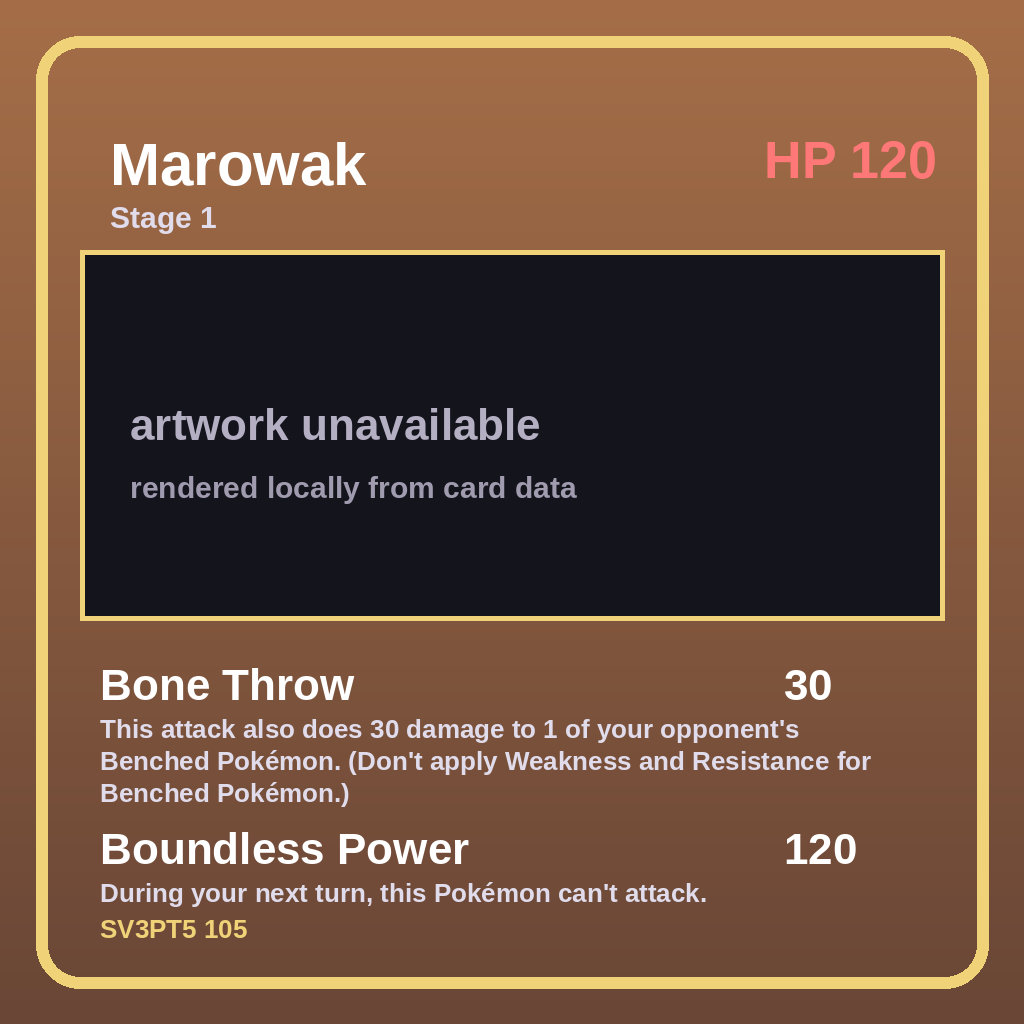 Marowak
HP 120
Stage 1
artwork unavailable
rendered locally from card data
Bone Throw 30
This attack also does 30 damage to 1 of your opponent's
Benched Pokémon. (Don't apply Weakness and Resistance for
Benched Pokémon.)
Boundless Power 120
During your next turn, this Pokémon can't attack.
SV3PT5 105